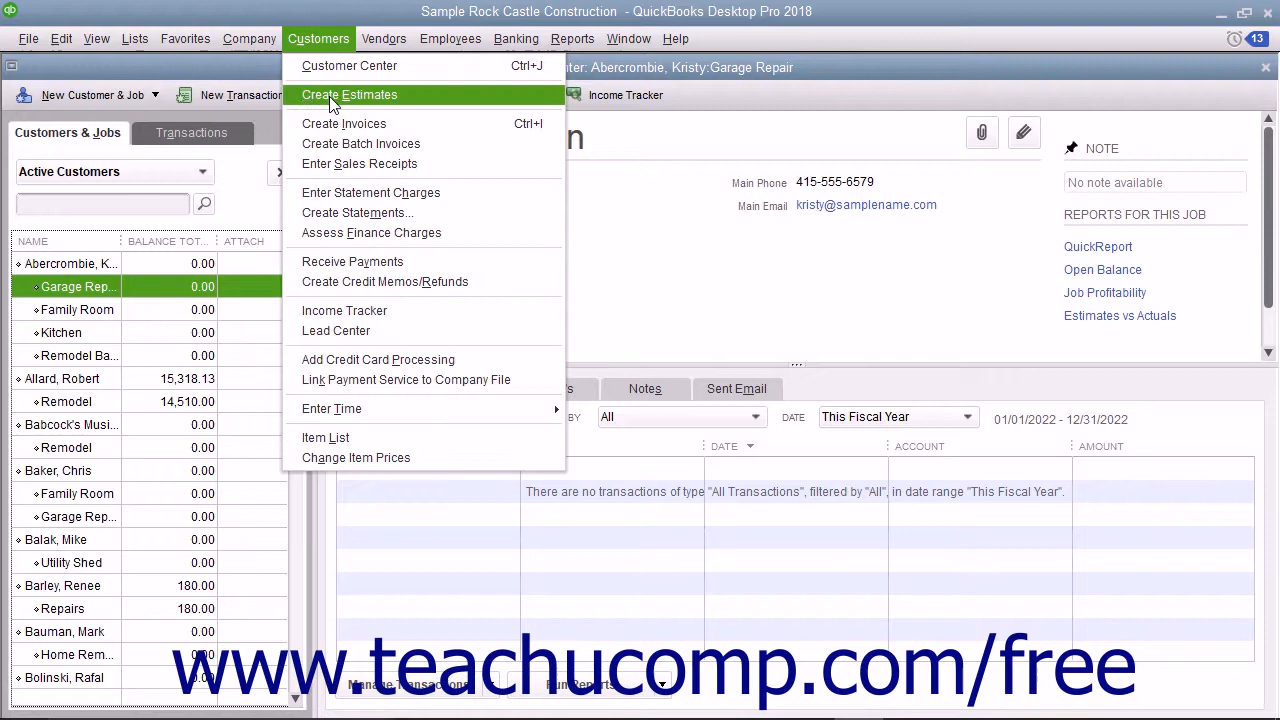 Sample Rock Castle Construction - QuickBooks Desktop Pro 2018
File Edit View Lists Favorites Company Customers Vendors Employees Banking Reports Window Help 13
Customer Center Ctrl+J
nter: Abercrombie, Kristy:Garage Repair
New Customer & Job
New Transaction
Create Estimates
Income Tracker
Create Invoices Ctrl+I
Create Batch Invoices
Enter Sales Receipts
Enter Statement Charges
Create Statements...
Assess Finance Charges
Receive Payments
Create Credit Memos/Refunds
Income Tracker
Lead Center
Add Credit Card Processing
Link Payment Service to Company File
Enter Time
Item List
Change Item Prices
Customers & Jobs Transactions
Active Customers
NAME BALANCE TOT... ATTACH
Abercrombie, K... 0.00
Garage Rep... 0.00
Family Room 0.00
Kitchen 0.00
Remodel Ba... 0.00
Allard, Robert 15,318.13
Remodel 14,510.00
Babcock's Musi... 0.00
Remodel 0.00
Baker, Chris 0.00
Family Room 0.00
Garage Rep... 0.00
Balak, Mike 0.00
Utility Shed 0.00
Barley, Renee 180.00
Repairs 180.00
Bauman, Mark 0.00
Home Rem... 0.00
Bolinski, Rafal 0.00
n
Main Phone 415-555-6579
Main Email kristy@samplename.com
NOTE
No note available
REPORTS FOR THIS JOB
QuickReport
Open Balance
Job Profitability
Estimates vs Actuals
's Notes Sent Email
BY All DATE This Fiscal Year 01/01/2022 - 12/31/2022
DATE ACCOUNT AMOUNT
There are no transactions of type "All Transactions", filtered by "All", in date range "This Fiscal Year".
Manage Transactions Run Reports
www.teachucomp.com/free